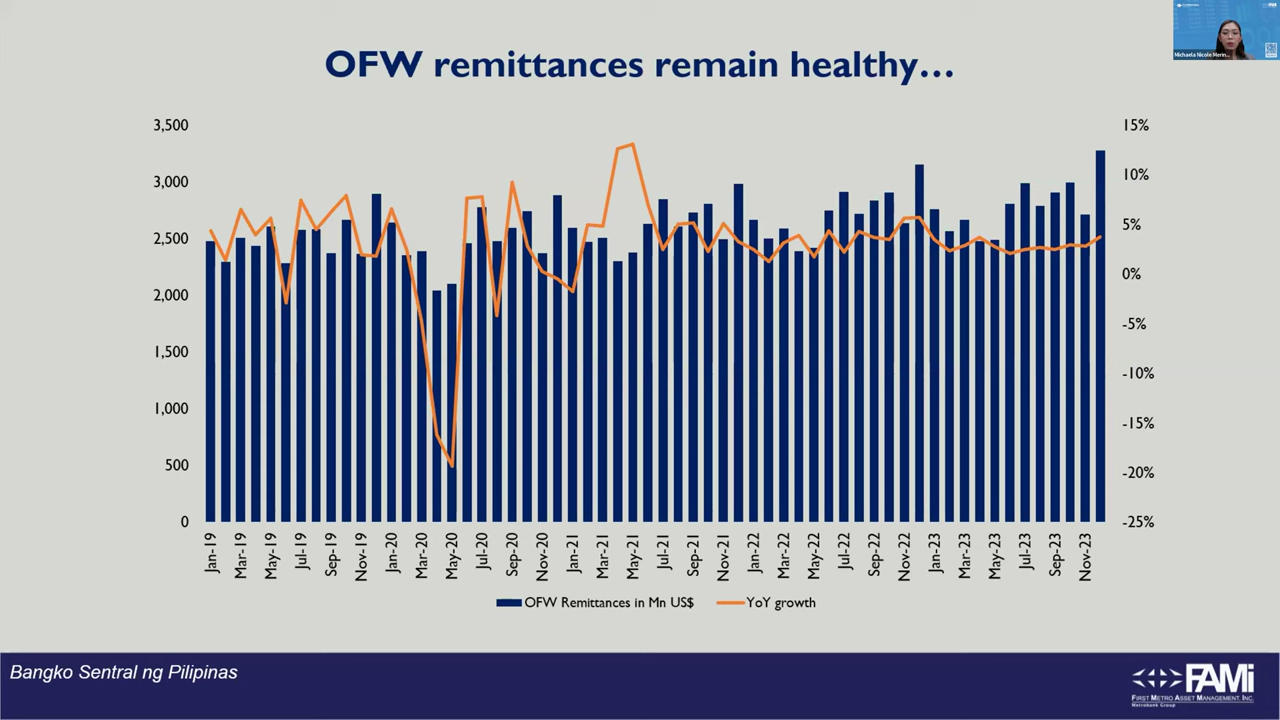 OFW remittances remain healthy…
Michaela Nicole Merin...
3,500
3,000
2,500
2,000
1,500
1,000
500
0
15%
10%
5%
0%
-5%
-10%
-15%
-20%
-25%
Jan-19
Mar-19
May-19
Jul-19
Sep-19
Nov-19
Jan-20
Mar-20
May-20
Jul-20
Sep-20
Nov-20
Jan-21
Mar-21
May-21
Jul-21
Sep-21
Nov-21
Jan-22
Mar-22
May-22
Jul-22
Sep-22
Nov-22
Jan-23
Mar-23
May-23
Jul-23
Sep-23
Nov-23
OFW Remittances in Mn US$
YoY growth
Bangko Sentral ng Pilipinas
FAMi
First Metro Asset Management, Inc.
Metrobank Group